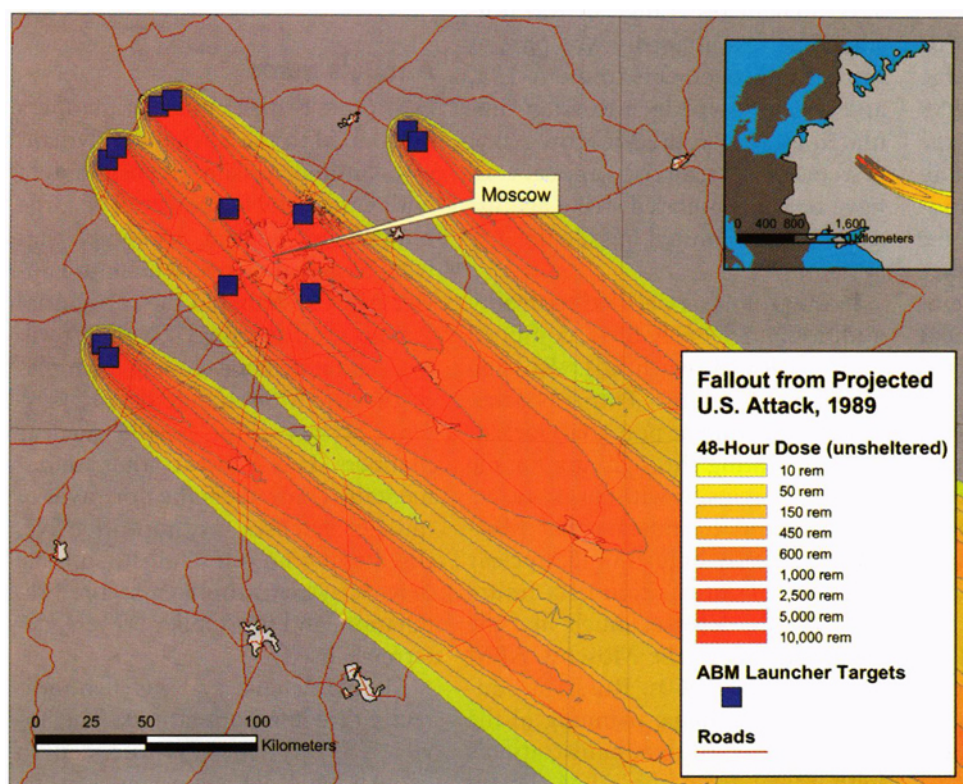 Moscow
0 400 800 1,600
Kilometers
Fallout from Projected
U.S. Attack, 1989
48-Hour Dose (unsheltered)
10 rem
50 rem
150 rem
450 rem
600 rem
1,000 rem
2,500 rem
5,000 rem
10,000 rem
ABM Launcher Targets
Roads
0 25 50 100
Kilometers